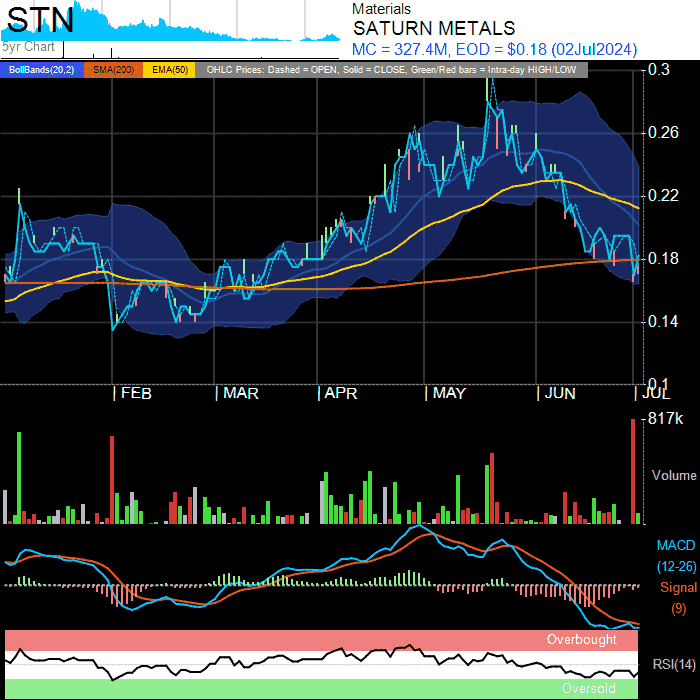 STN
5yr Chart
Materials
SATURN METALS
MC = 327.4M, EOD = $0.18 (02Jul2024)
BollBands(20,2) SMA(200) EMA(50) OHLC Prices: Dashed = OPEN, Solid = CLOSE, Green/Red bars = Intra-day HIGH/LOW
0.3
0.26
0.22
0.18
0.14
0.1
FEB MAR APR MAY JUN JUL
817k
Volume
MACD
(12-26)
Signal
(9)
Overbought
RSI(14)
Oversold